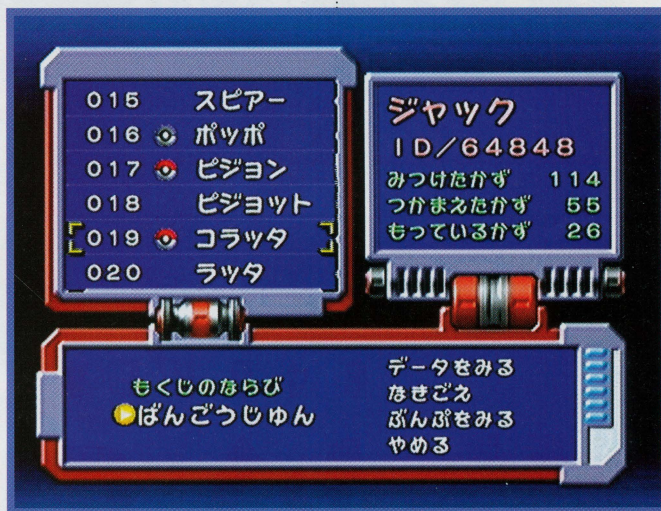 015 スピアー
016 ポッポ
017 ピジョン
018 ピジョット
019 コラッタ
020 ラッタ
ジャック
ID/64848
みつけたかず 114
つかまえたかず 55
もっているかず 26
もくじのならび
ばんごうじゅん
データをみる
なきごえ
ぶんぷをみる
やめる